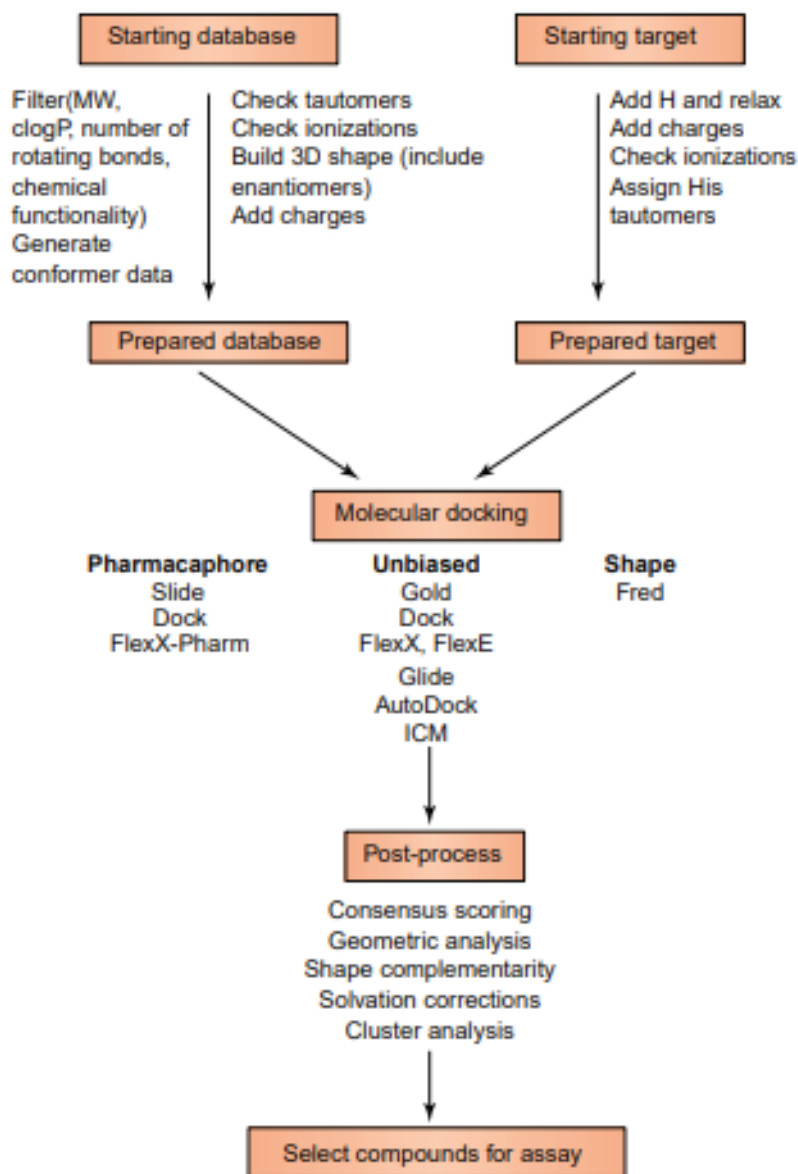 Starting database
Starting target
Filter(MW,
clogP, number of
rotating bonds,
chemical
functionality)
Generate
conformer data
Check tautomers
Check ionizations
Build 3D shape (include
enantiomers)
Add charges
Add H and relax
Add charges
Check ionizations
Assign His
tautomers
Prepared database
Prepared target
Molecular docking
Pharmacaphore
Slide
Dock
FlexX-Pharm
Unbiased
Gold
Dock
FlexX, FlexE
Glide
AutoDock
ICM
Shape
Fred
Post-process
Consensus scoring
Geometric analysis
Shape complementarity
Solvation corrections
Cluster analysis
Select compounds for assay